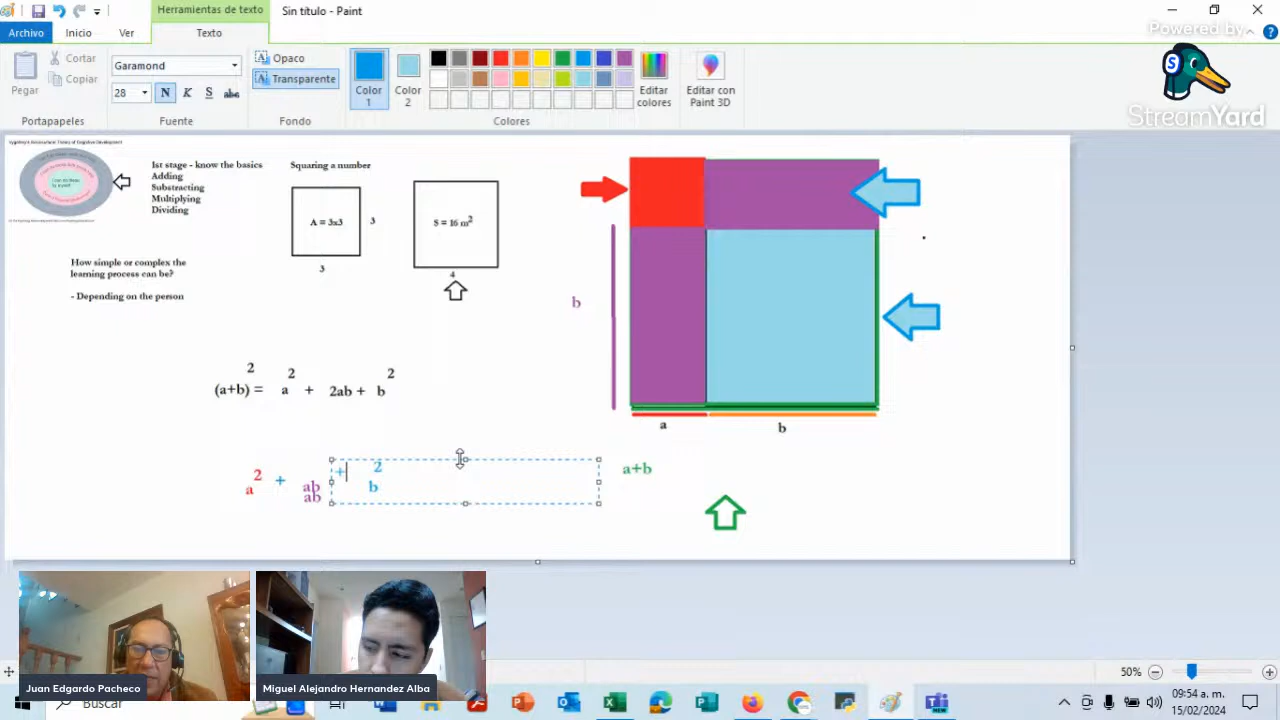 Herramientas de texto
Sin título - Paint
Archivo
Inicio
Ver
Texto
Powered by
StreamYard
Pegar
Cortar
Copiar
Portapapeles
Garamond
28
N K S abc
Fuente
Opaco
Transparente
Fondo
Color 1
Color 2
Editar colores
Editar con Paint 3D
Colores
1st stage - know the basics
Adding
Substracting
Multiplying
Dividing
Squaring a number
A = 3x3
3
3
S = 16 m²
4
How simple or complex the
learning process can be?
- Depending on the person
(a+b)² = a² + 2ab + b²
b
a
b
a² + ab
ab
+ b²
a+b
Juan Edgardo Pacheco
Miguel Alejandro Hernandez Alba
50%
Buscar
09:54 a. m.
15/02/2024